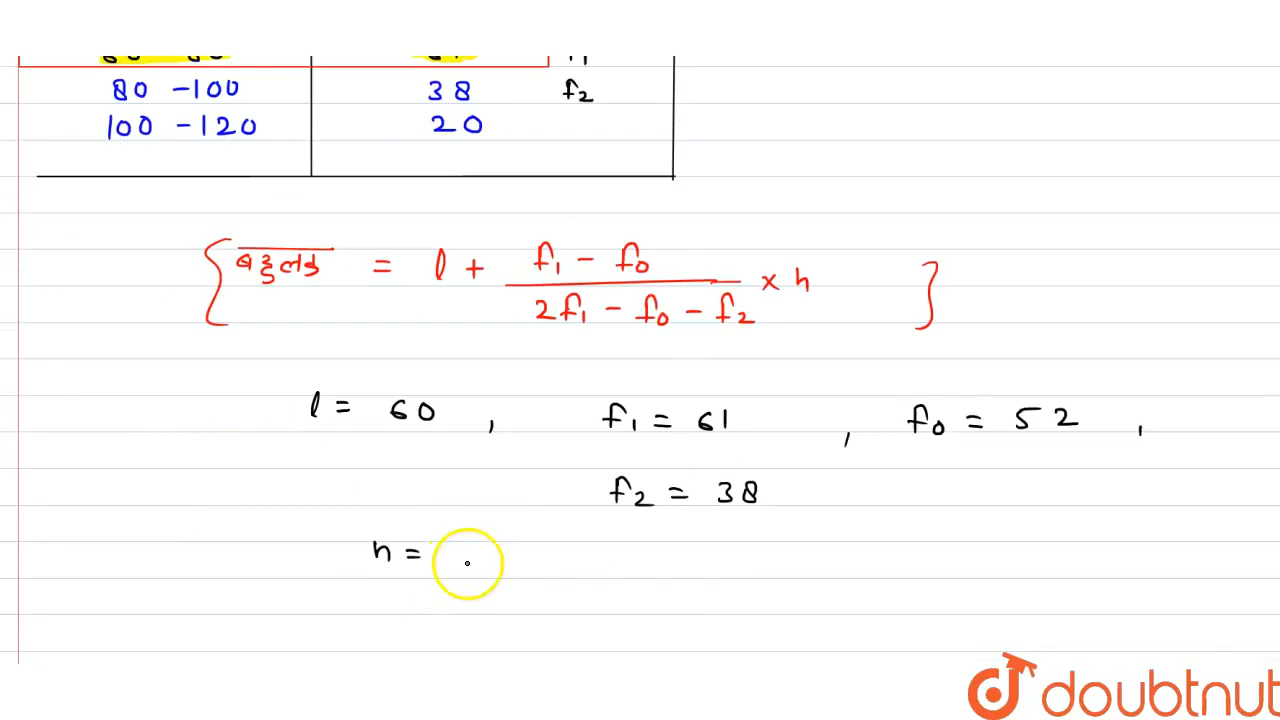 80 - 100 38 f₂
100 - 120 20
{ बहुलक = l + (f₁ - f₀) / (2f₁ - f₀ - f₂) × h }
l = 60 , f₁ = 61 , f₀ = 52 ,
f₂ = 38
h =
doubtnut